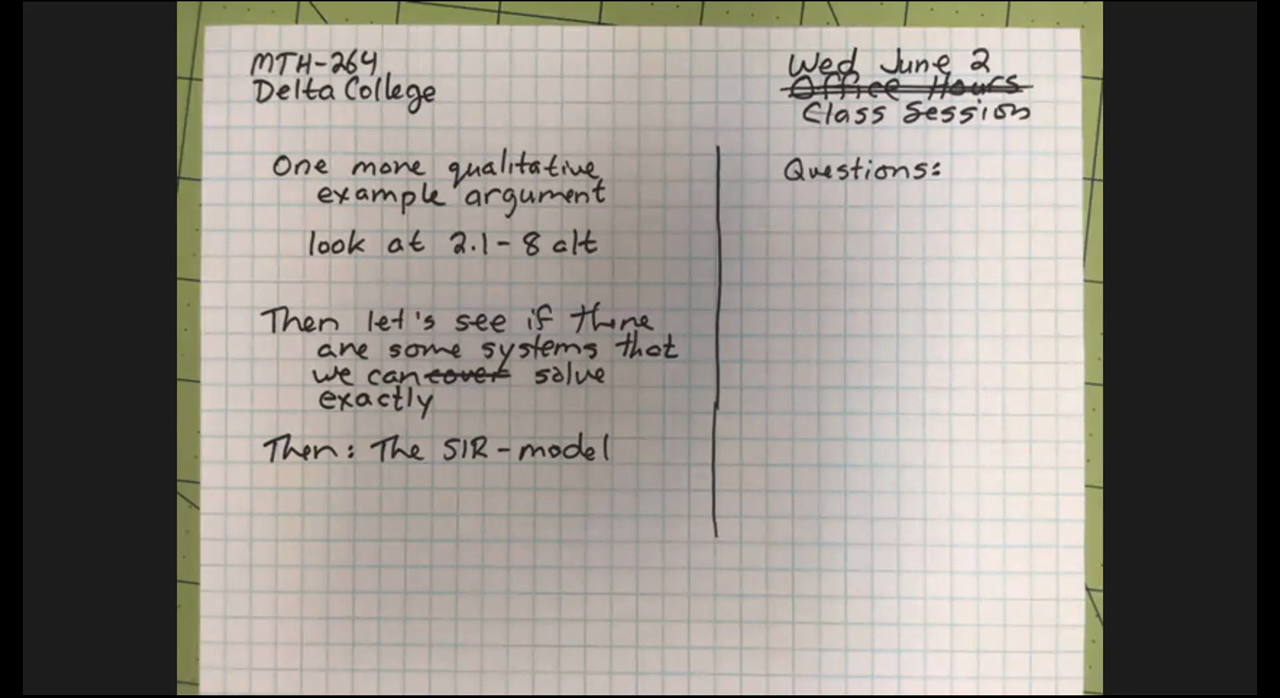 MTH-264
Delta College
Wed June 2
Office Hours
Class Session
One more qualitative
example argument
look at 2.1-8 alt
Then let's see if there
are some systems that
we can cover solve
exactly
Then: The SIR-model
Questions: